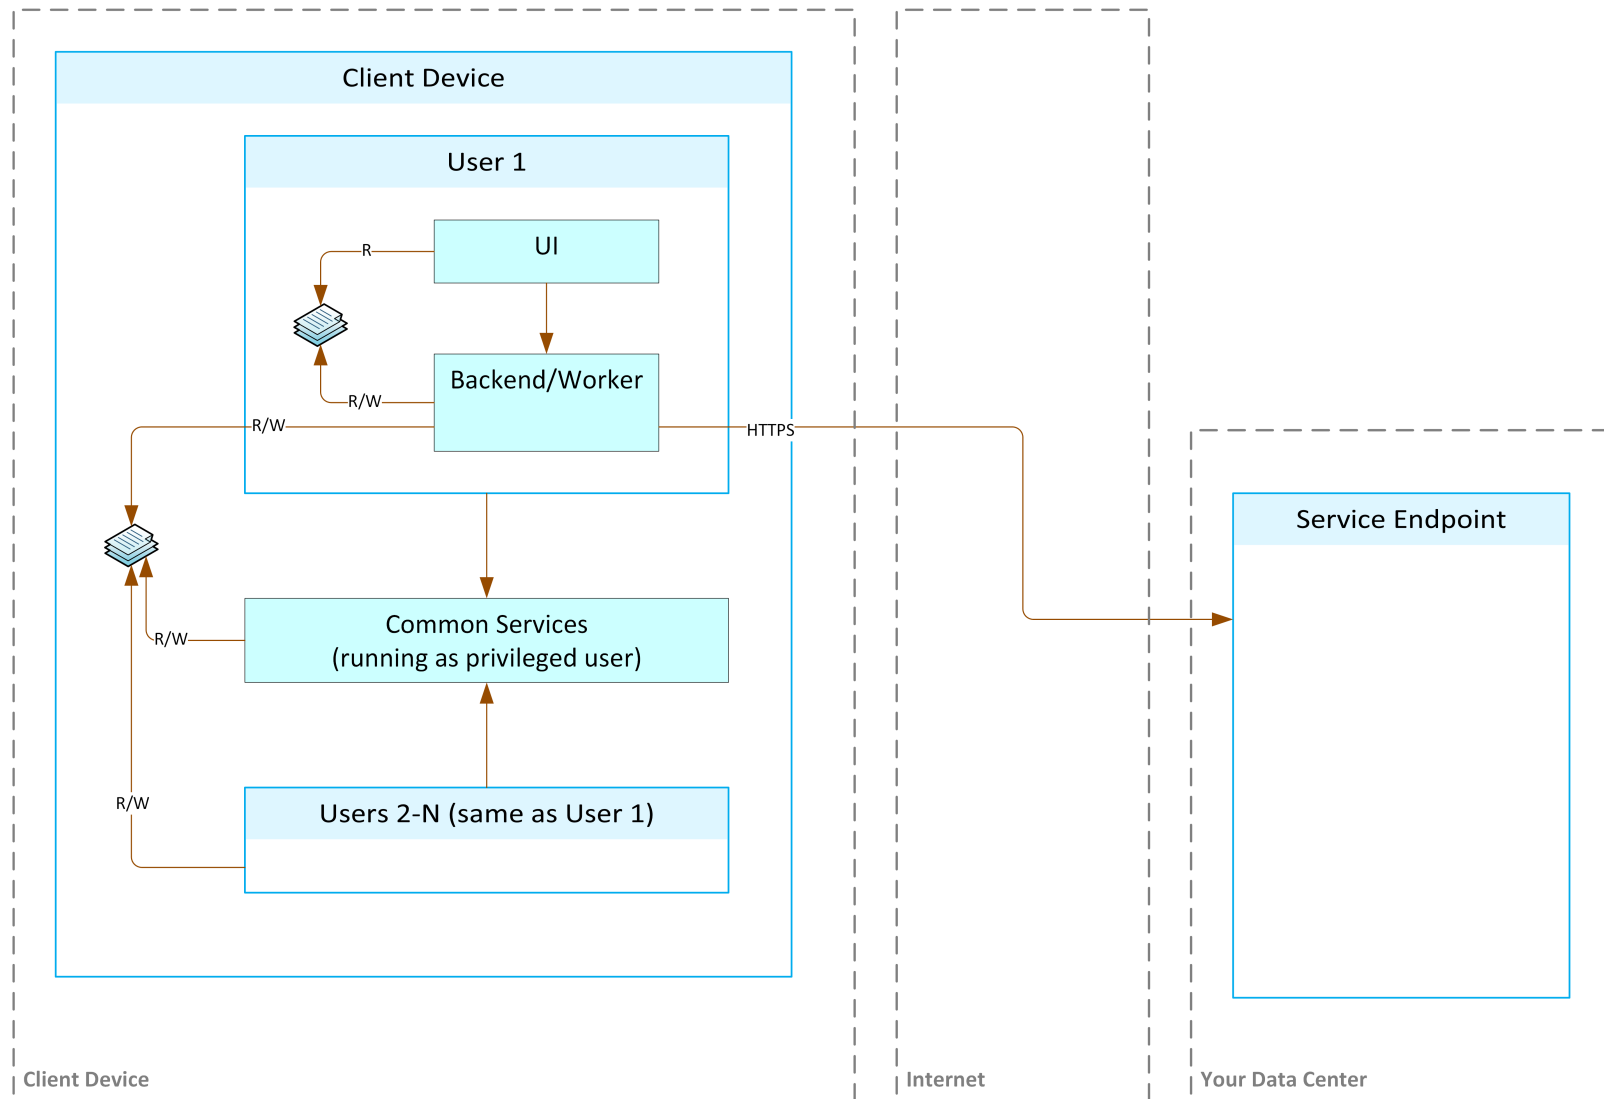 Client Device
User 1
UI
R
Backend/Worker
R/W
R/W
HTTPS
Service Endpoint
Common Services
(running as privileged user)
R/W
R/W
Users 2-N (same as User 1)
Client Device
Internet
Your Data Center